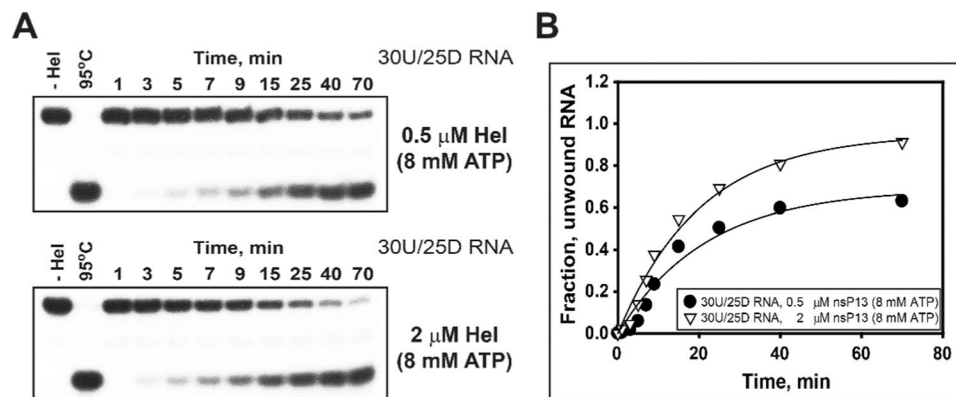 A
- Hel
95°C
Time, min
1 3 5 7 9 15 25 40 70
30U/25D RNA
0.5 μM Hel
(8 mM ATP)
- Hel
95°C
Time, min
1 3 5 7 9 15 25 40 70
30U/25D RNA
2 μM Hel
(8 mM ATP)
B
Fraction, unwound RNA
1.2
1.0
0.8
0.6
0.4
0.2
0.0
30U/25D RNA, 0.5 μM nsP13 (8 mM ATP)
30U/25D RNA, 2 μM nsP13 (8 mM ATP)
0 20 40 60 80
Time, min